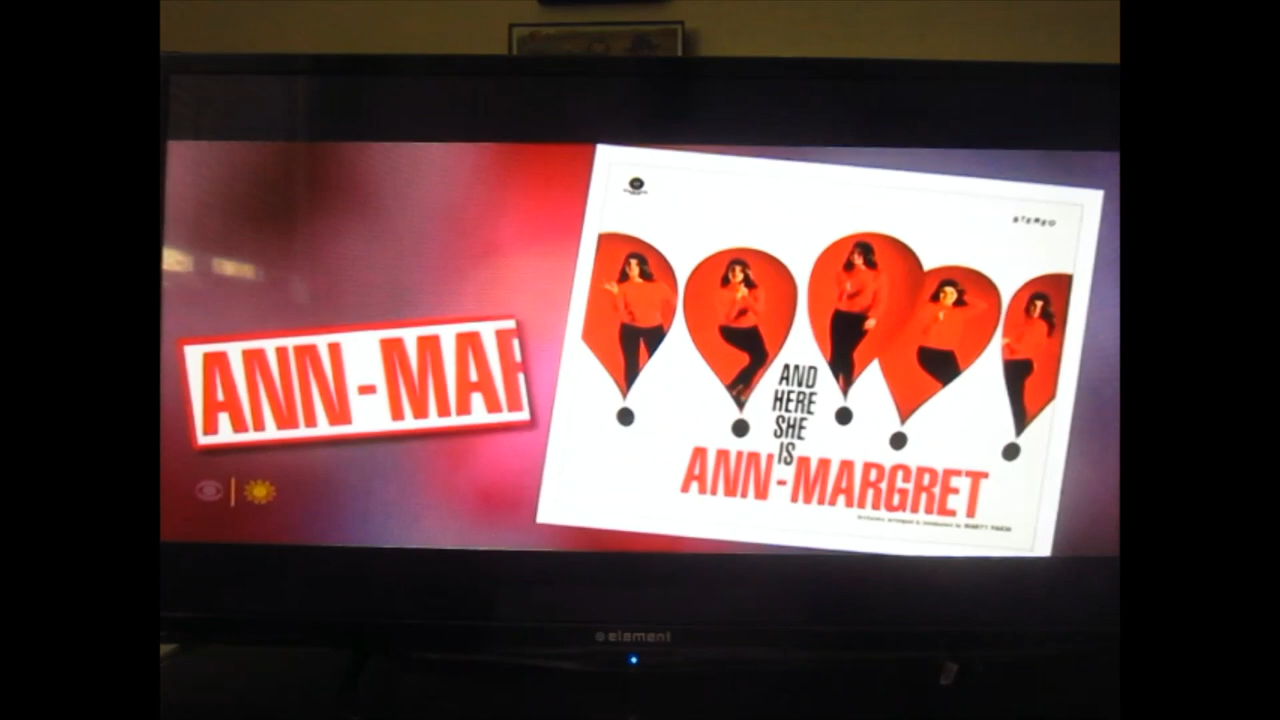 ANN-MAR
STEREO
AND
HERE
SHE
IS
ANN-MARGRET
element